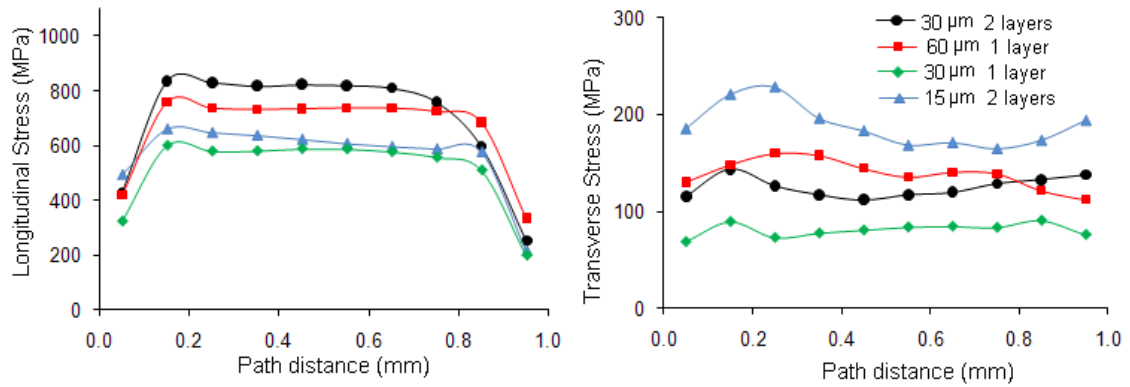 Longitudinal Stress (MPa)
1000
800
600
400
200
0
0.0 0.2 0.4 0.6 0.8 1.0
Path distance (mm)
Transverse Stress (MPa)
300
200
100
0
0.0 0.2 0.4 0.6 0.8 1.0
Path distance (mm)
30 µm 2 layers
60 µm 1 layer
30 µm 1 layer
15 µm 2 layers